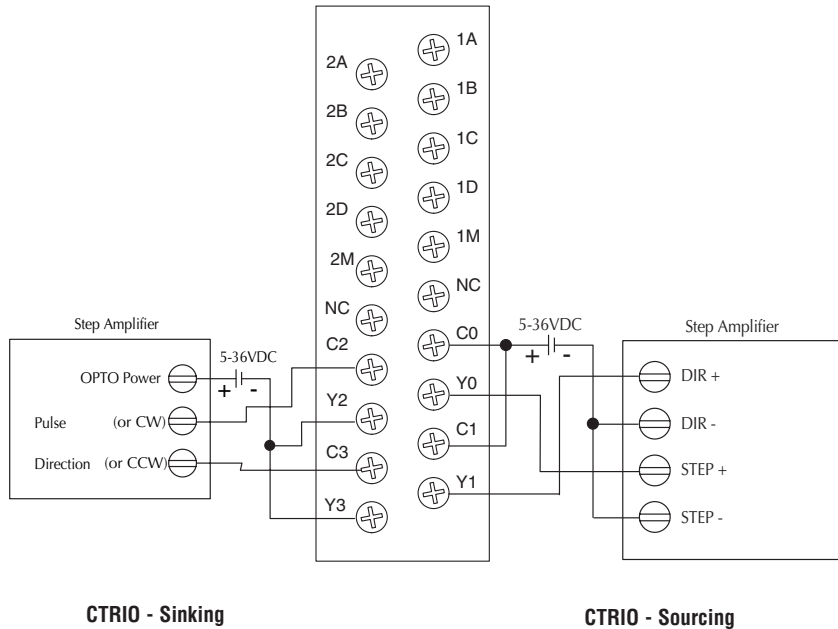 1A
2A
1B
2B
1C
2C
1D
2D
1M
2M
NC
NC
Step Amplifier
5-36VDC
C2
C0
5-36VDC
Step Amplifier
OPTO Power
+ -
+ -
DIR +
Y0
Pulse (or CW)
Y2
DIR -
C1
Direction (or CCW)
C3
STEP +
Y1
Y3
STEP -
CTRIO - Sinking
CTRIO - Sourcing